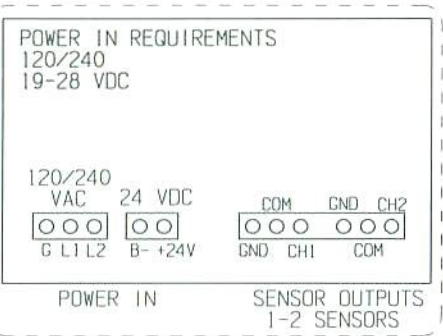 POWER IN REQUIREMENTS
120/240
19-28 VDC
120/240
VAC 24 VDC
COM GND CH2
G L1 L2 B- +24V
GND CH1 COM
POWER IN
SENSOR OUTPUTS
1-2 SENSORS